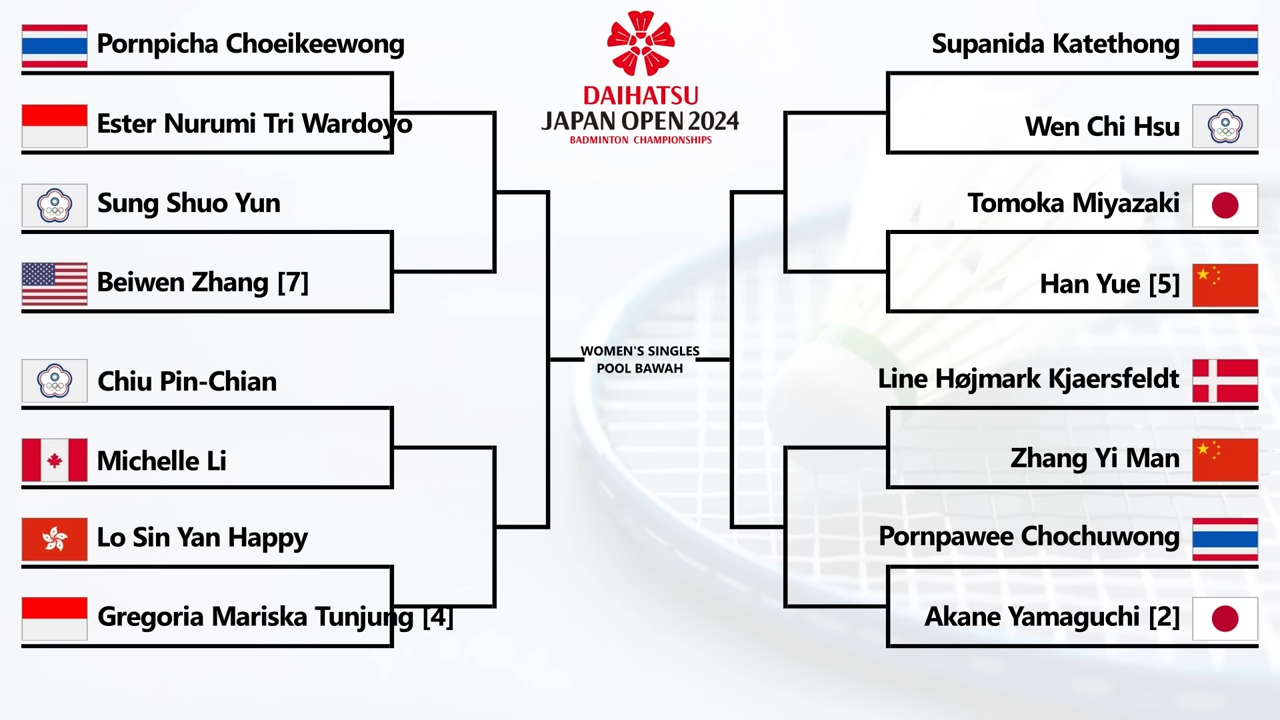 Pornpicha Choeikeewong
Ester Nurumi Tri Wardoyo
Sung Shuo Yun
Beiwen Zhang [7]
Chiu Pin-Chian
Michelle Li
Lo Sin Yan Happy
Gregoria Mariska Tunjung [4]
DAIHATSU
JAPAN OPEN 2024
BADMINTON CHAMPIONSHIPS
WOMEN'S SINGLES
POOL BAWAH
Supanida Katethong
Wen Chi Hsu
Tomoka Miyazaki
Han Yue [5]
Line Højmark Kjaersfeldt
Zhang Yi Man
Pornpawee Chochuwong
Akane Yamaguchi [2]